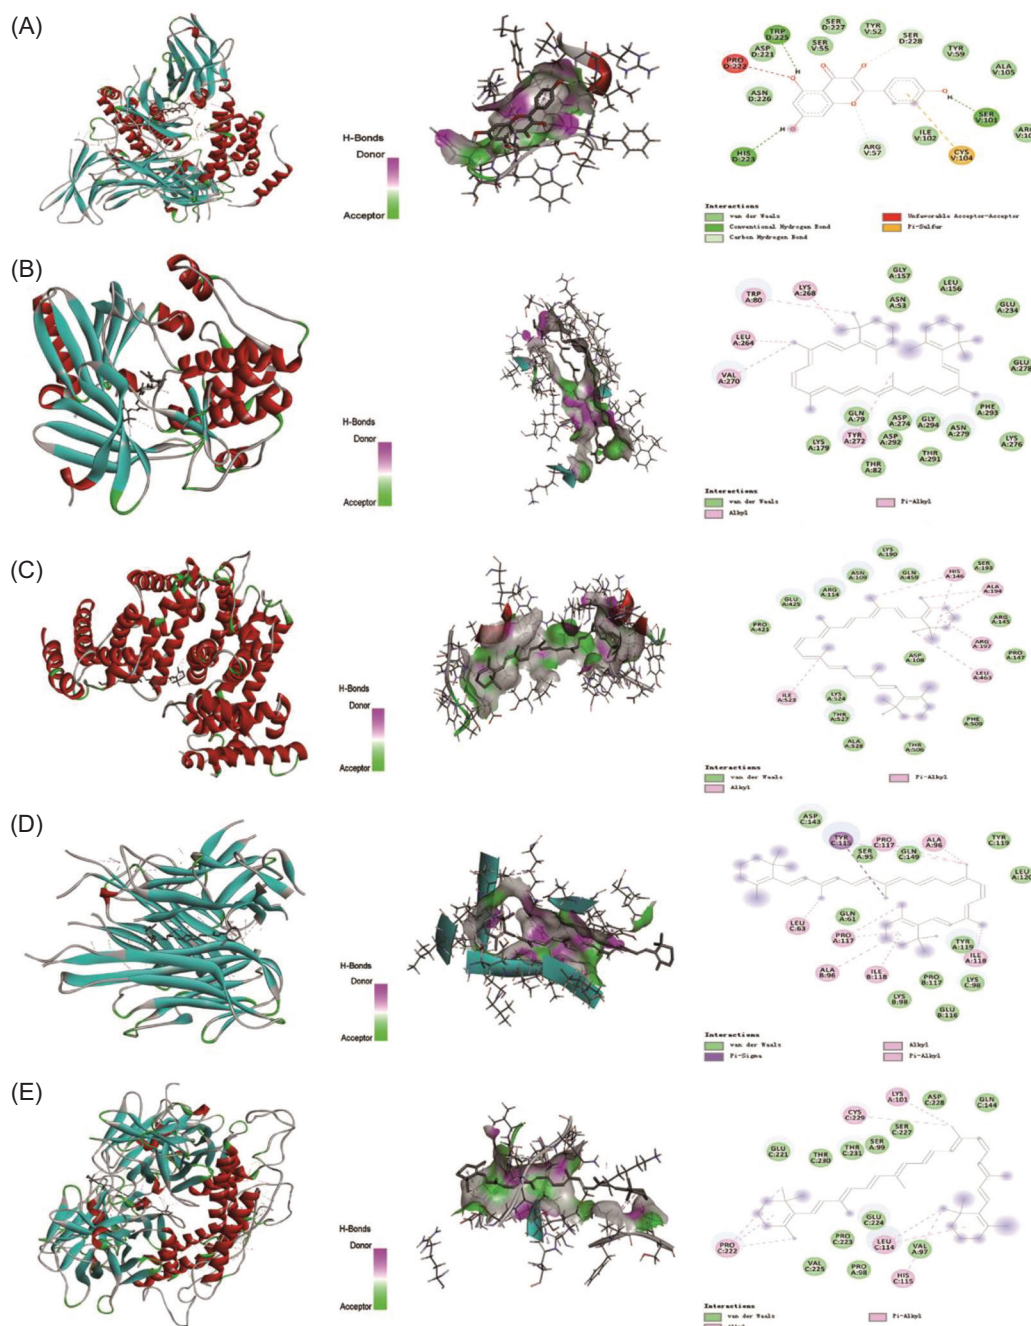 (A)
H-Bonds
Donor
Acceptor
TRP
D:225
SER
D:227
TYR
V:52
SER
D:228
ASP
D:221
SER
V:55
TYR
V:59
PRO
D:222
ALA
V:105
ASN
D:226
SER
V:103
ILE
V:102
HIS
D:223
ARG
V:57
CYS
V:104
O
H
Interactions
van der Waals
Conventional Hydrogen Bond
Carbon Hydrogen Bond
Unfavorable Acceptor-Acceptor
Pi-Sulfur
(B)
H-Bonds
Donor
Acceptor
GLY
A:157
LEU
A:156
LYS
A:268
TRP
A:80
ASN
A:53
GLU
A:234
LEU
A:264
GLU
A:278
VAL
A:270
GLN
A:79
ASP
A:274
GLY
A:294
PHE
A:293
ASN
A:279
LYS
A:179
TYR
A:272
ASP
A:292
LYS
A:276
THR
A:82
THR
A:291
Interactions
van der Waals
Alkyl
Pi-Alkyl
(C)
H-Bonds
Donor
Acceptor
LYS
A:190
ASN
A:109
GLN
A:459
HIS
A:146
SER
A:193
ARG
A:114
ALA
A:194
GLU
A:425
ARG
A:145
PRO
A:421
ARG
A:197
PRO
A:147
ASP
A:108
LEU
A:463
ILE
A:523
LYS
A:524
THR
A:527
PHE
A:509
ALA
A:528
THR
A:506
Interactions
van der Waals
Alkyl
Pi-Alkyl
(D)
H-Bonds
Donor
Acceptor
ASP
C:143
TYR
C:115
PRO
C:117
ALA
A:96
TYR
C:119
SER
A:95
GLN
C:149
LEU
C:63
GLN
A:61
PRO
A:117
TYR
A:119
ILE
A:118
ALA
B:96
ILE
B:118
PRO
B:117
LYS
C:98
LYS
B:98
GLU
B:116
Interactions
van der Waals
Pi-Sigma
Alkyl
Pi-Alkyl
(E)
H-Bonds
Donor
Acceptor
LYS
A:101
ASP
C:228
GLN
C:144
CYS
C:229
SER
C:227
GLU
C:221
THR
C:230
THR
C:231
SER
A:99
GLU
C:224
PRO
C:222
PRO
C:223
LEU
C:114
VAL
A:97
VAL
C:225
PRO
A:98
HIS
C:115
Interactions
van der Waals
Pi-Alkyl